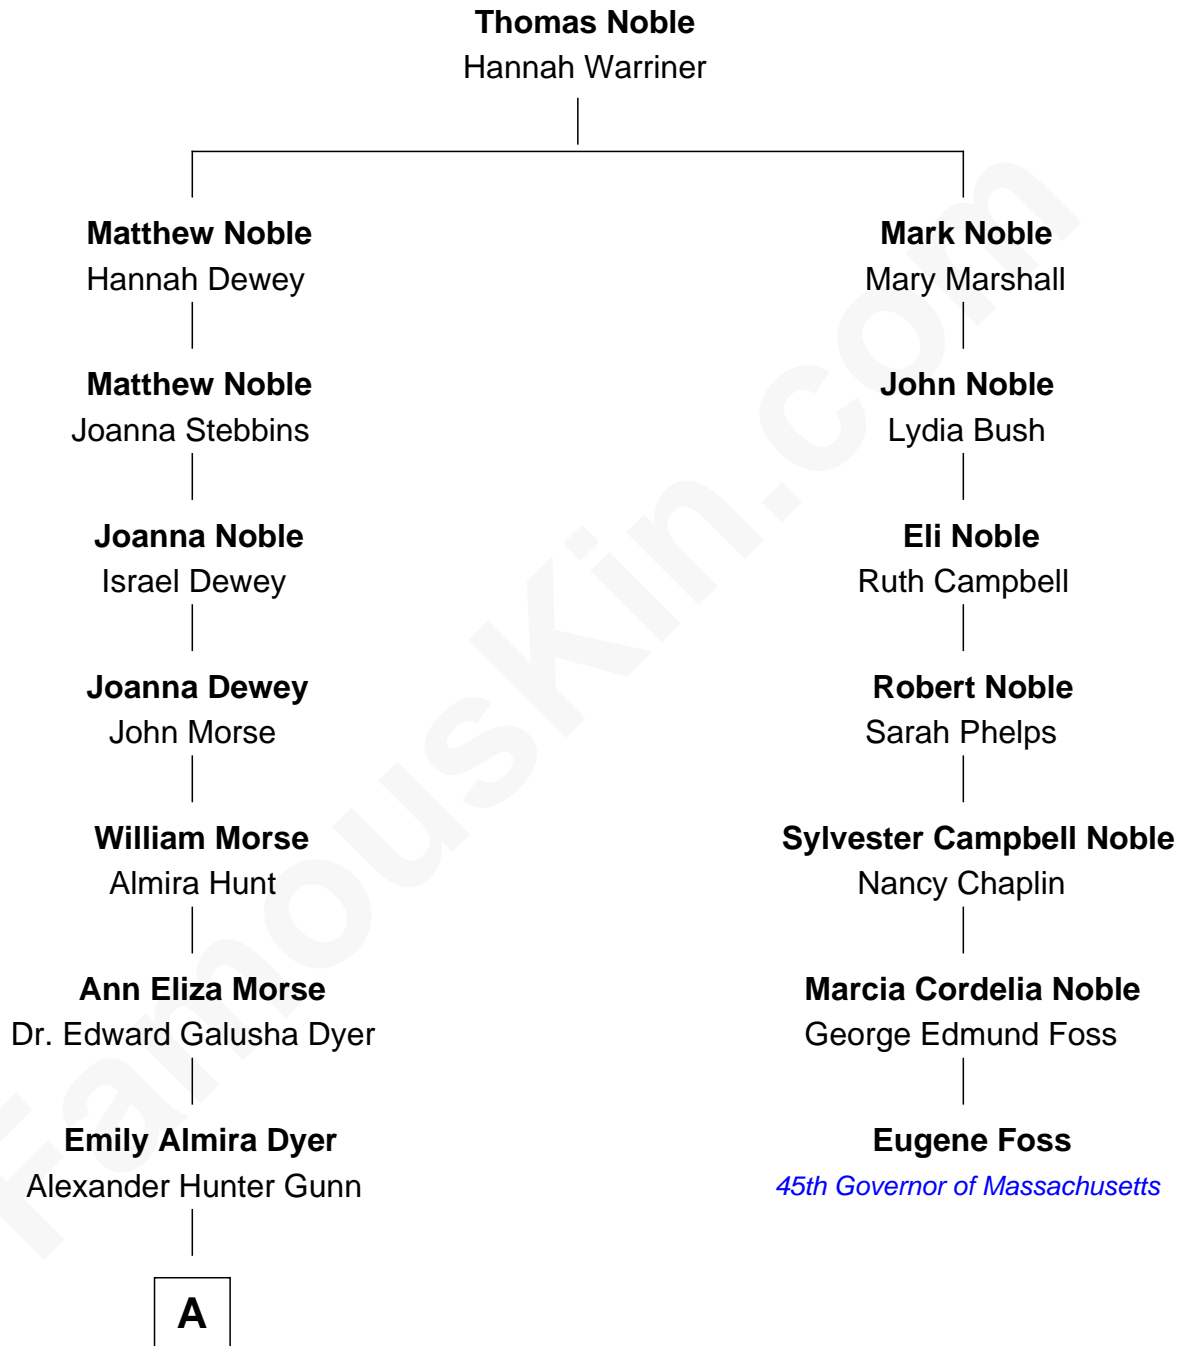 Thomas Noble
Hannah Warriner
Matthew Noble
Hannah Dewey
Mark Noble
Mary Marshall
Matthew Noble
Joanna Stebbins
John Noble
Lydia Bush
Joanna Noble
Israel Dewey
Eli Noble
Ruth Campbell
Joanna Dewey
John Morse
Robert Noble
Sarah Phelps
William Morse
Almira Hunt
Sylvester Campbell Noble
Nancy Chaplin
Ann Eliza Morse
Dr. Edward Galusha Dyer
Marcia Cordelia Noble
George Edmund Foss
Emily Almira Dyer
Alexander Hunter Gunn
Eugene Foss
45th Governor of Massachusetts
A
FamousKin.com